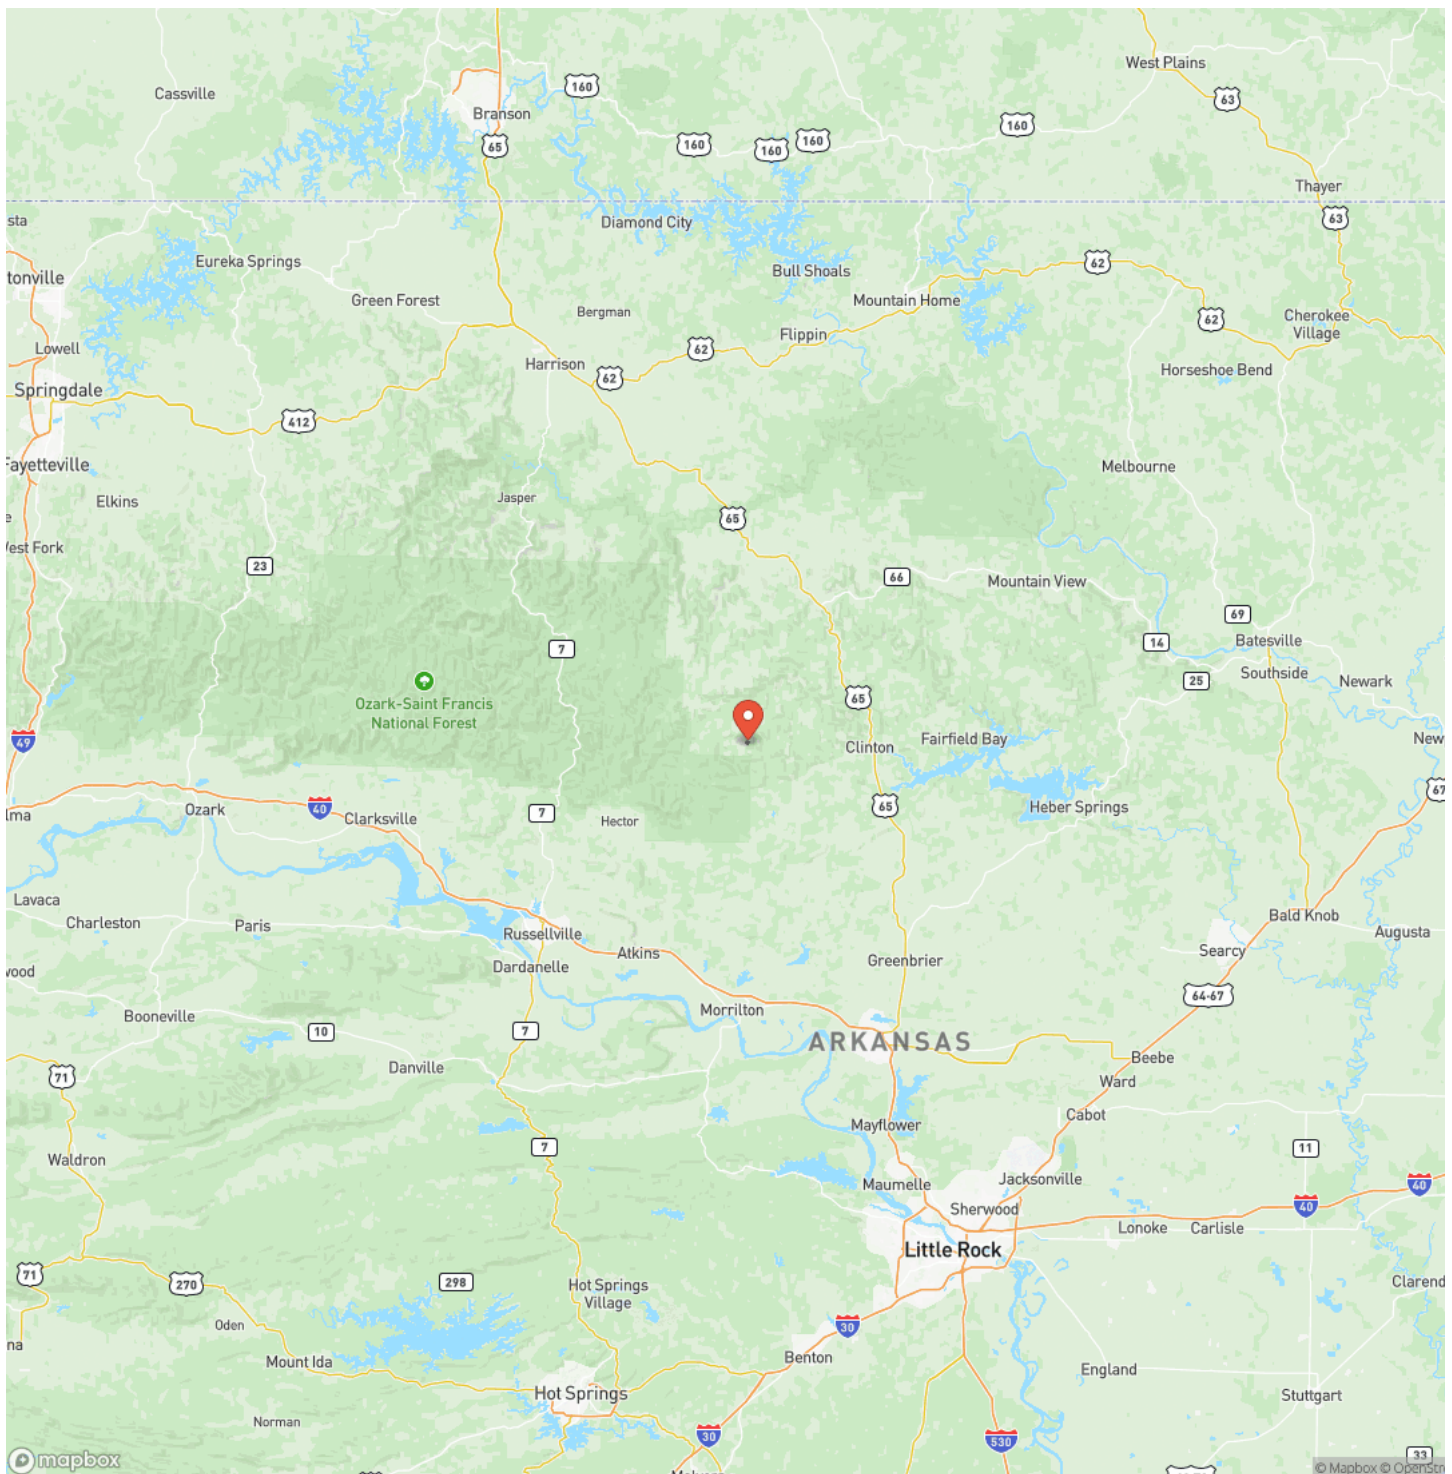 West Plains
Cassville
160
63
Branson
160
160
160
160
65
Thayer
63
sta
Diamond City
Eureka Springs
62
Bull Shoals
tonville
Green Forest
Mountain Home
Bergman
Cherokee
Village
62
Flippin
Lowell
62
Harrison
Horseshoe Bend
62
Springdale
412
Fayetteville
Melbourne
Jasper
Elkins
65
e
West Fork
23
66
Mountain View
69
14
Batesville
7
Southside
25
Newark
Ozark-Saint Francis
National Forest
65
49
Clinton
Fairfield Bay
New
67
40
65
Heber Springs
Ozark
7
lma
Clarksville
Hector
Lavaca
Charleston
Paris
Bald Knob
Russellville
Augusta
Atkins
Searcy
Dardanelle
Greenbrier
wood
64-67
Morrilton
Booneville
10
7
ARKANSAS
Beebe
Danville
71
Ward
Cabot
Mayflower
7
11
Waldron
Jacksonville
Maumelle
40
40
Sherwood
Lonoke
Carlisle
Little Rock
71
270
298
Hot Springs
Village
Clarend
Oden
30
na
Mount Ida
Benton
England
Hot Springs
Stuttgart
Norman
30
530
33
mapbox
© Mapbox © OpenStre